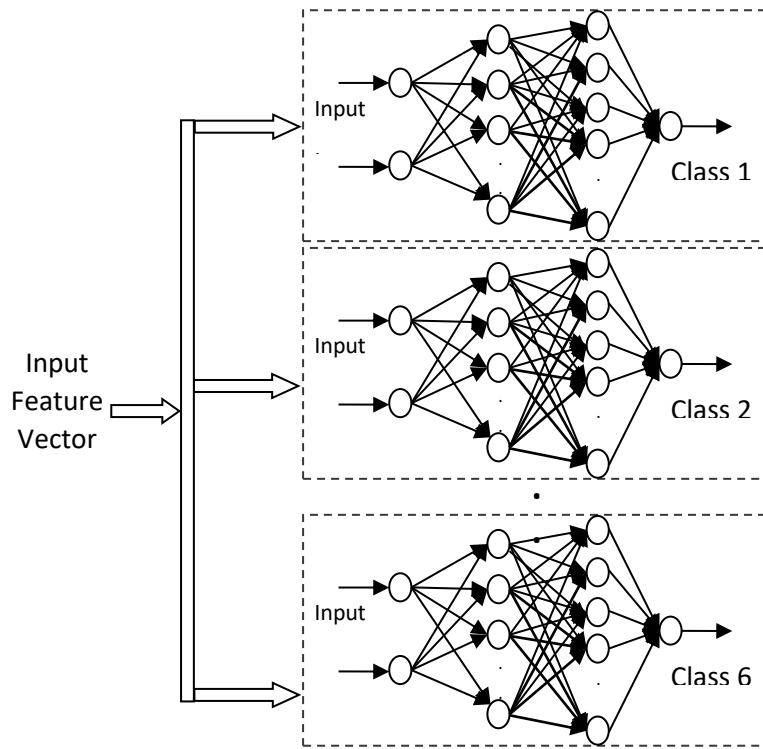 Input
Class 1
Input
Feature
Vector
Input
Class 2
Input
Class 6